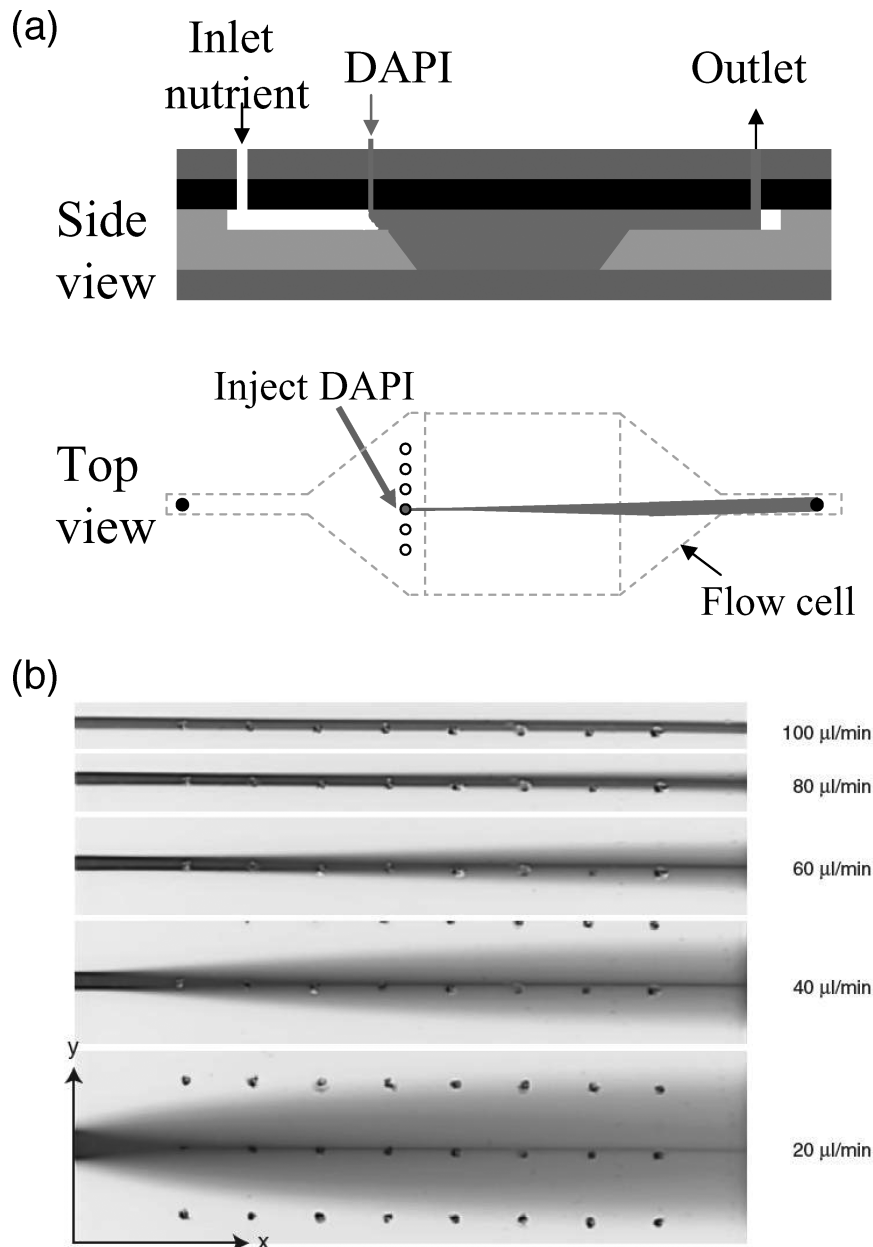 (a)
Inlet
nutrient
DAPI
Outlet
Side
view
Inject DAPI
Top
view
Flow cell
(b)
100 µl/min
80 µl/min
60 µl/min
40 µl/min
y
20 µl/min
x